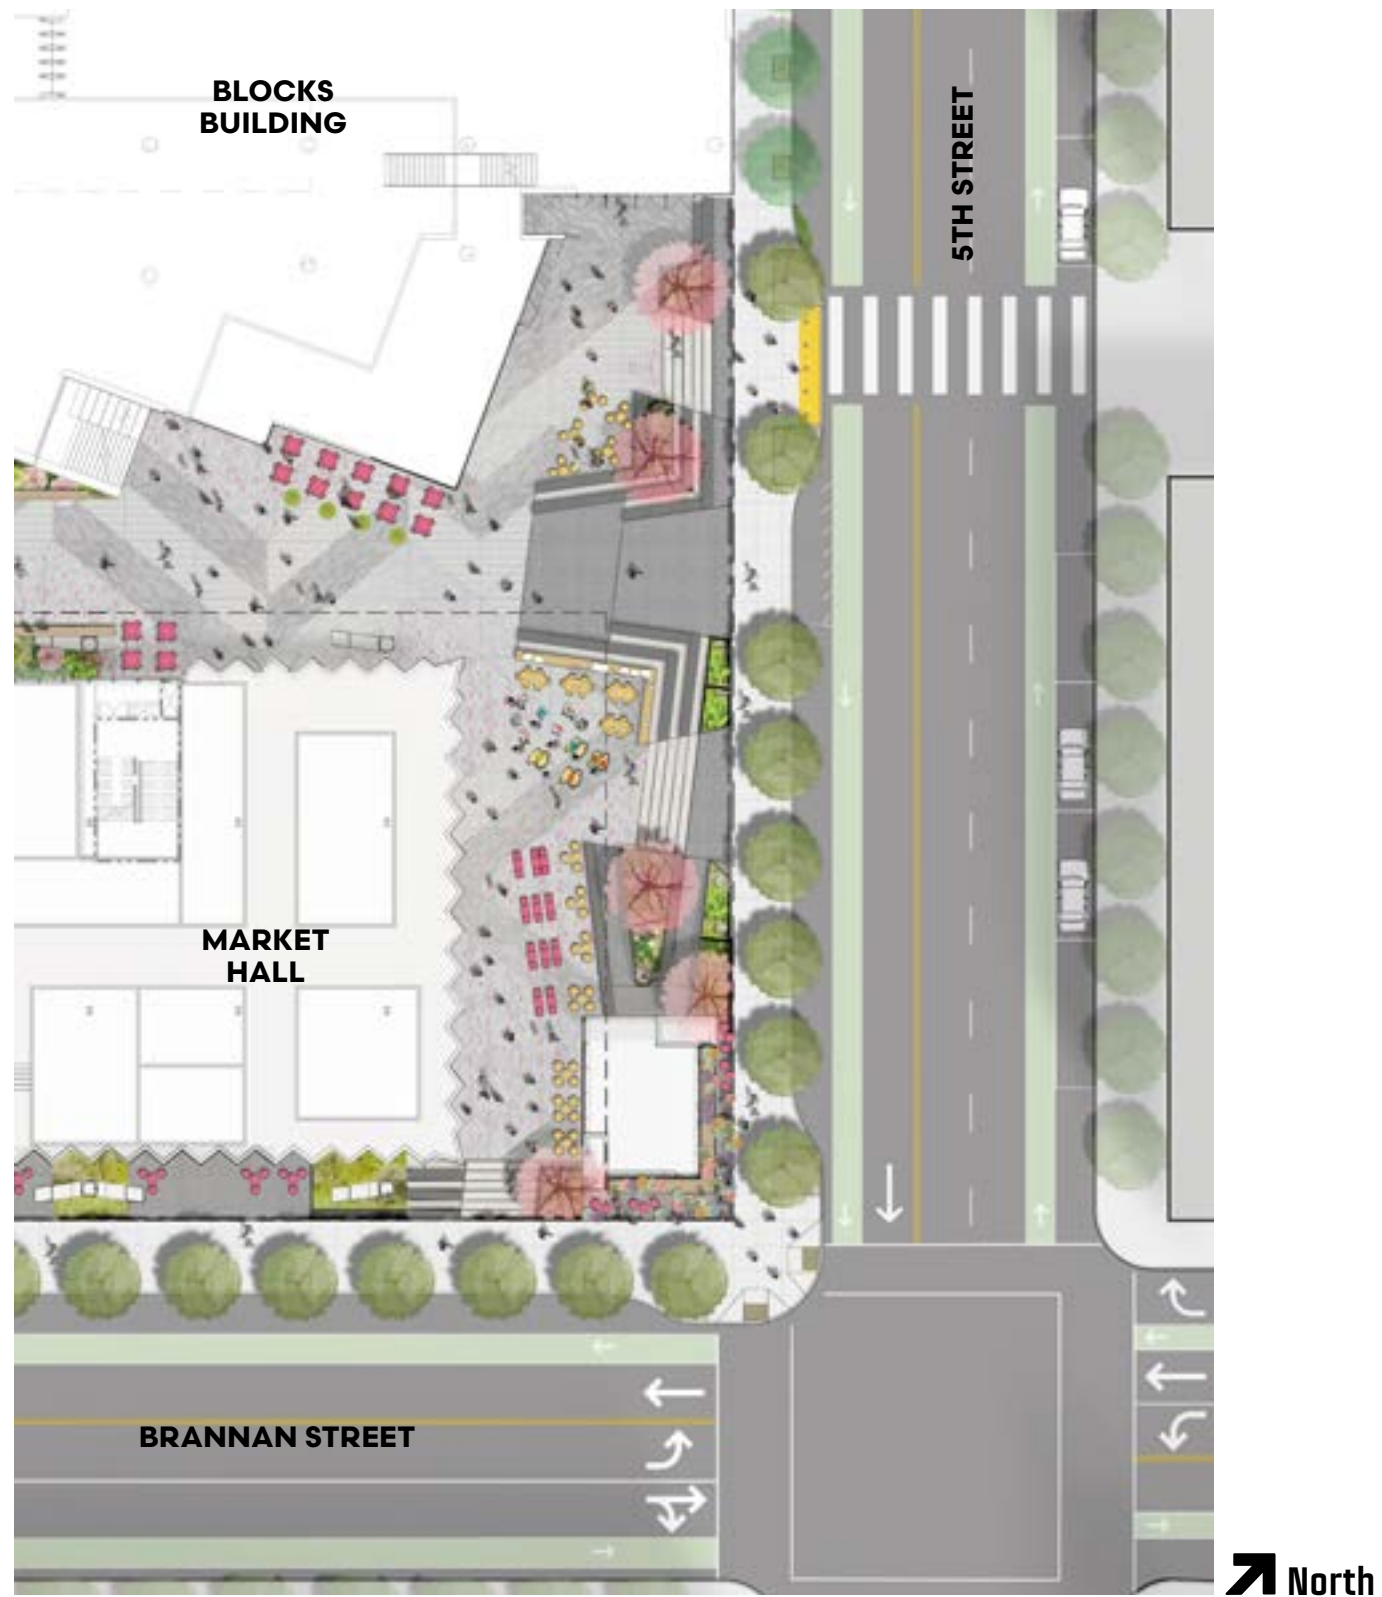 BLOCKS
BUILDING
5TH STREET
MARKET
HALL
BRANNAN STREET
North